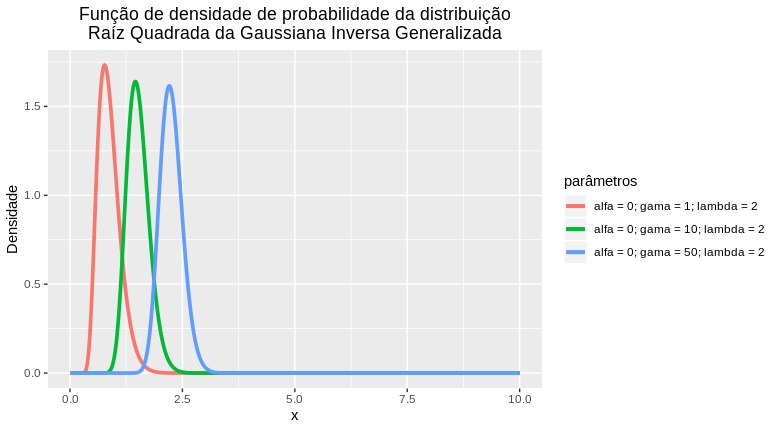 Função de densidade de probabilidade da distribuição
Raíz Quadrada da Gaussiana Inversa Generalizada
Densidade
1.5
1.0
0.5
0.0
0.0
2.5
5.0
7.5
10.0
x
parâmetros
alfa = 0; gama = 1; lambda = 2
alfa = 0; gama = 10; lambda = 2
alfa = 0; gama = 50; lambda = 2